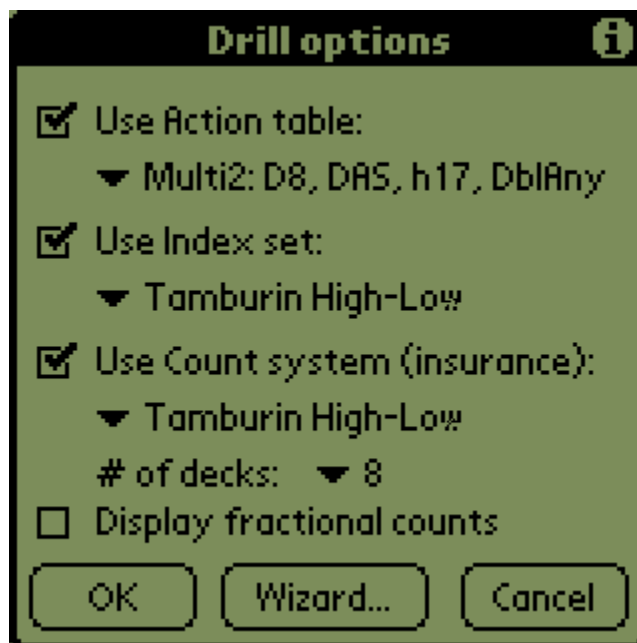 Drill options
Use Action table:
Multi2: D8, DAS, h17, DblAny
Use Index set:
Tamburin High-Low
Use Count system (insurance):
Tamburin High-Low
# of decks: 8
Display fractional counts
OK Wizard... Cancel